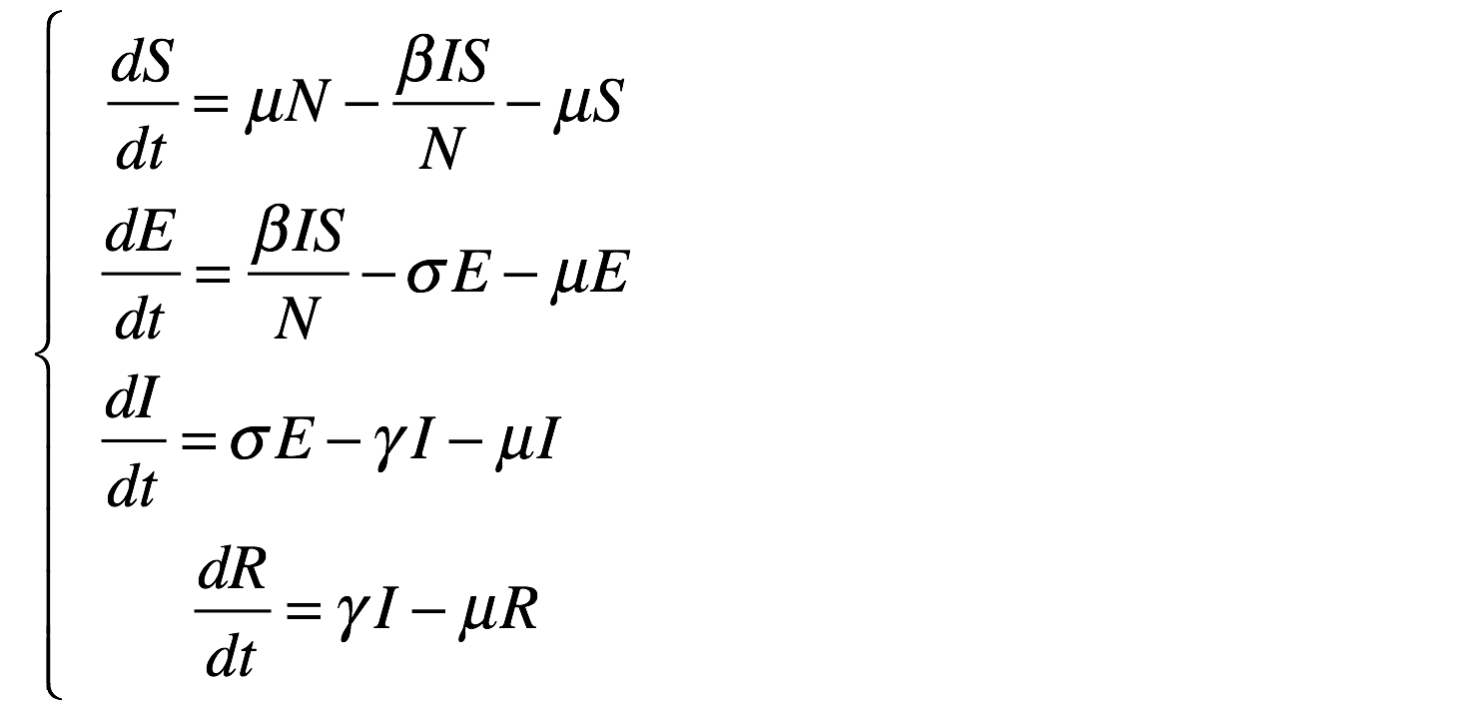 dS/dt = μN − βIS/N − μS
dE/dt = βIS/N − σE − μE
dI/dt = σE − γI − μI
dR/dt = γI − μR